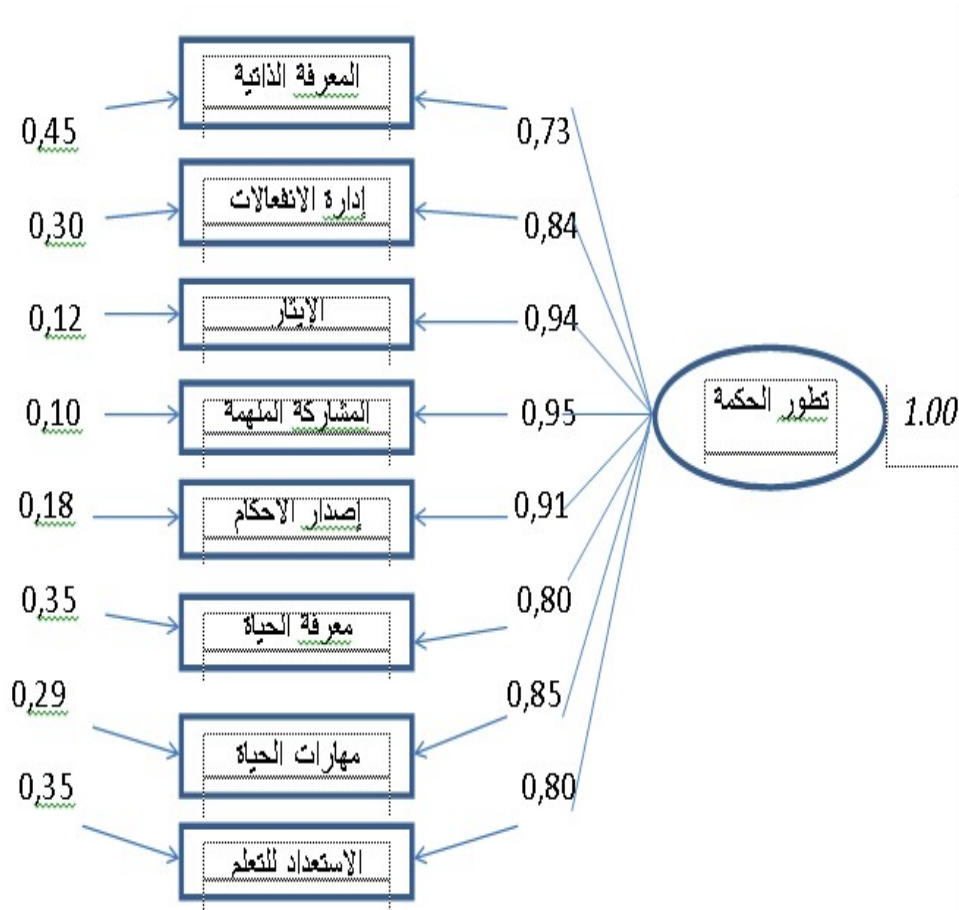 المعرفة الذاتية
0,45
0,73
إدارة الانفعالات
0,30
0,84
الإيثار
0,12
0,94
تطور الحكمة
1.00
المشاركة الملهمة
0,10
0,95
إصدار الاحكام
0,18
0,91
معرفة الحياة
0,35
0,80
مهارات الحياة
0,29
0,85
الاستعداد للتعلم
0,35
0,80